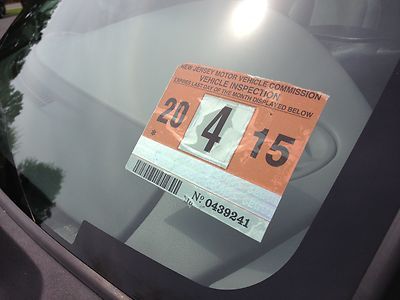 NEW JERSEY MOTOR VEHICLE COMMISSION
VEHICLE INSPECTION
EXPIRES LAST DAY OF THE MONTH DISPLAYED BELOW
20 4 15
*
No 0439241